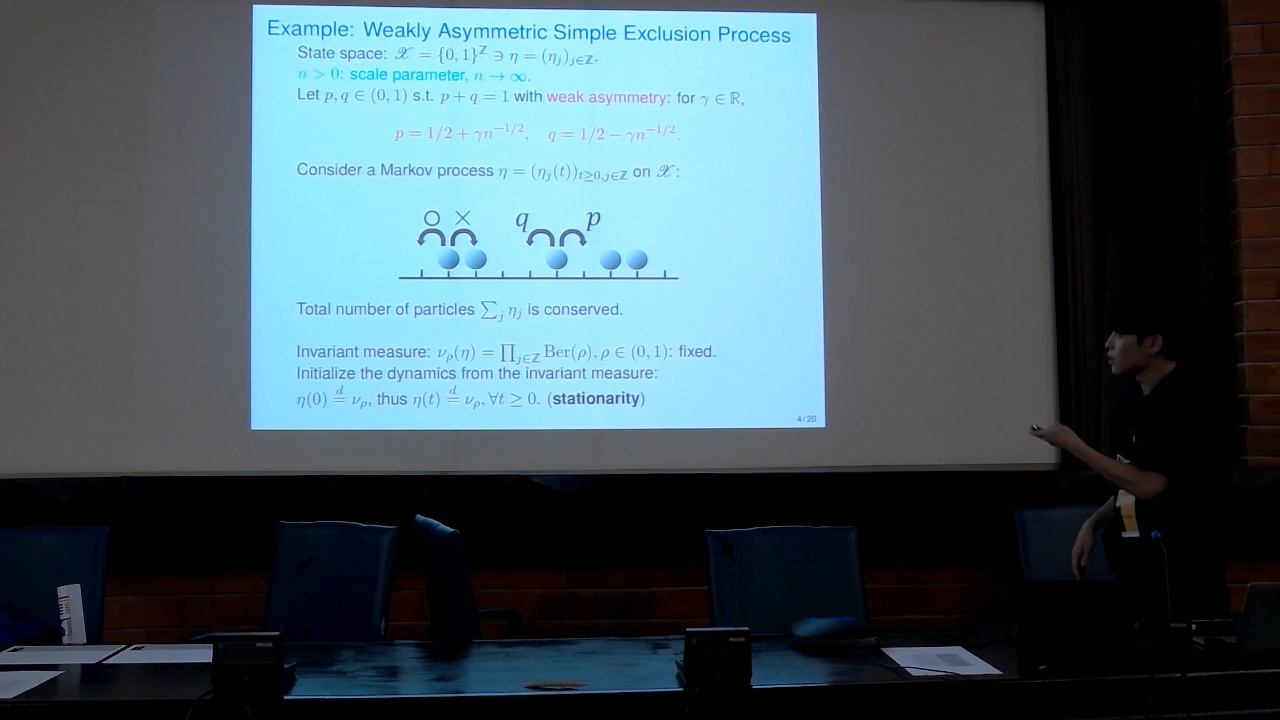 Example: Weakly Asymmetric Simple Exclusion Process
State space: 𝒳 = {0, 1}^ℤ ∋ η = (η_j)_{j∈ℤ}.
n > 0: scale parameter, n → ∞.
Let p, q ∈ (0, 1) s.t. p + q = 1 with weak asymmetry: for γ ∈ ℝ,
p = 1/2 + γn^{−1/2}, q = 1/2 − γn^{−1/2}.
Consider a Markov process η = (η_j(t))_{t≥0,j∈ℤ} on 𝒳:
○ × q p
Total number of particles ∑_j η_j is conserved.
Invariant measure: ν_ρ(η) = ∏_{j∈ℤ} Ber(ρ), ρ ∈ (0, 1): fixed.
Initialize the dynamics from the invariant measure:
η(0) =^d ν_ρ, thus η(t) =^d ν_ρ, ∀t ≥ 0. (stationarity)
4/20